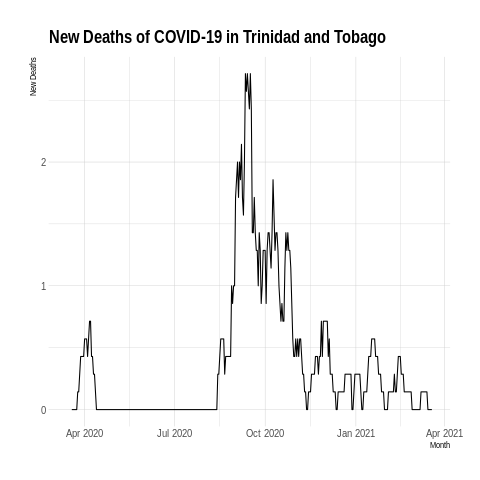 New Deaths of COVID-19 in Trinidad and Tobago
New Deaths
2
1
0
Apr 2020 Jul 2020 Oct 2020 Jan 2021 Apr 2021
Month